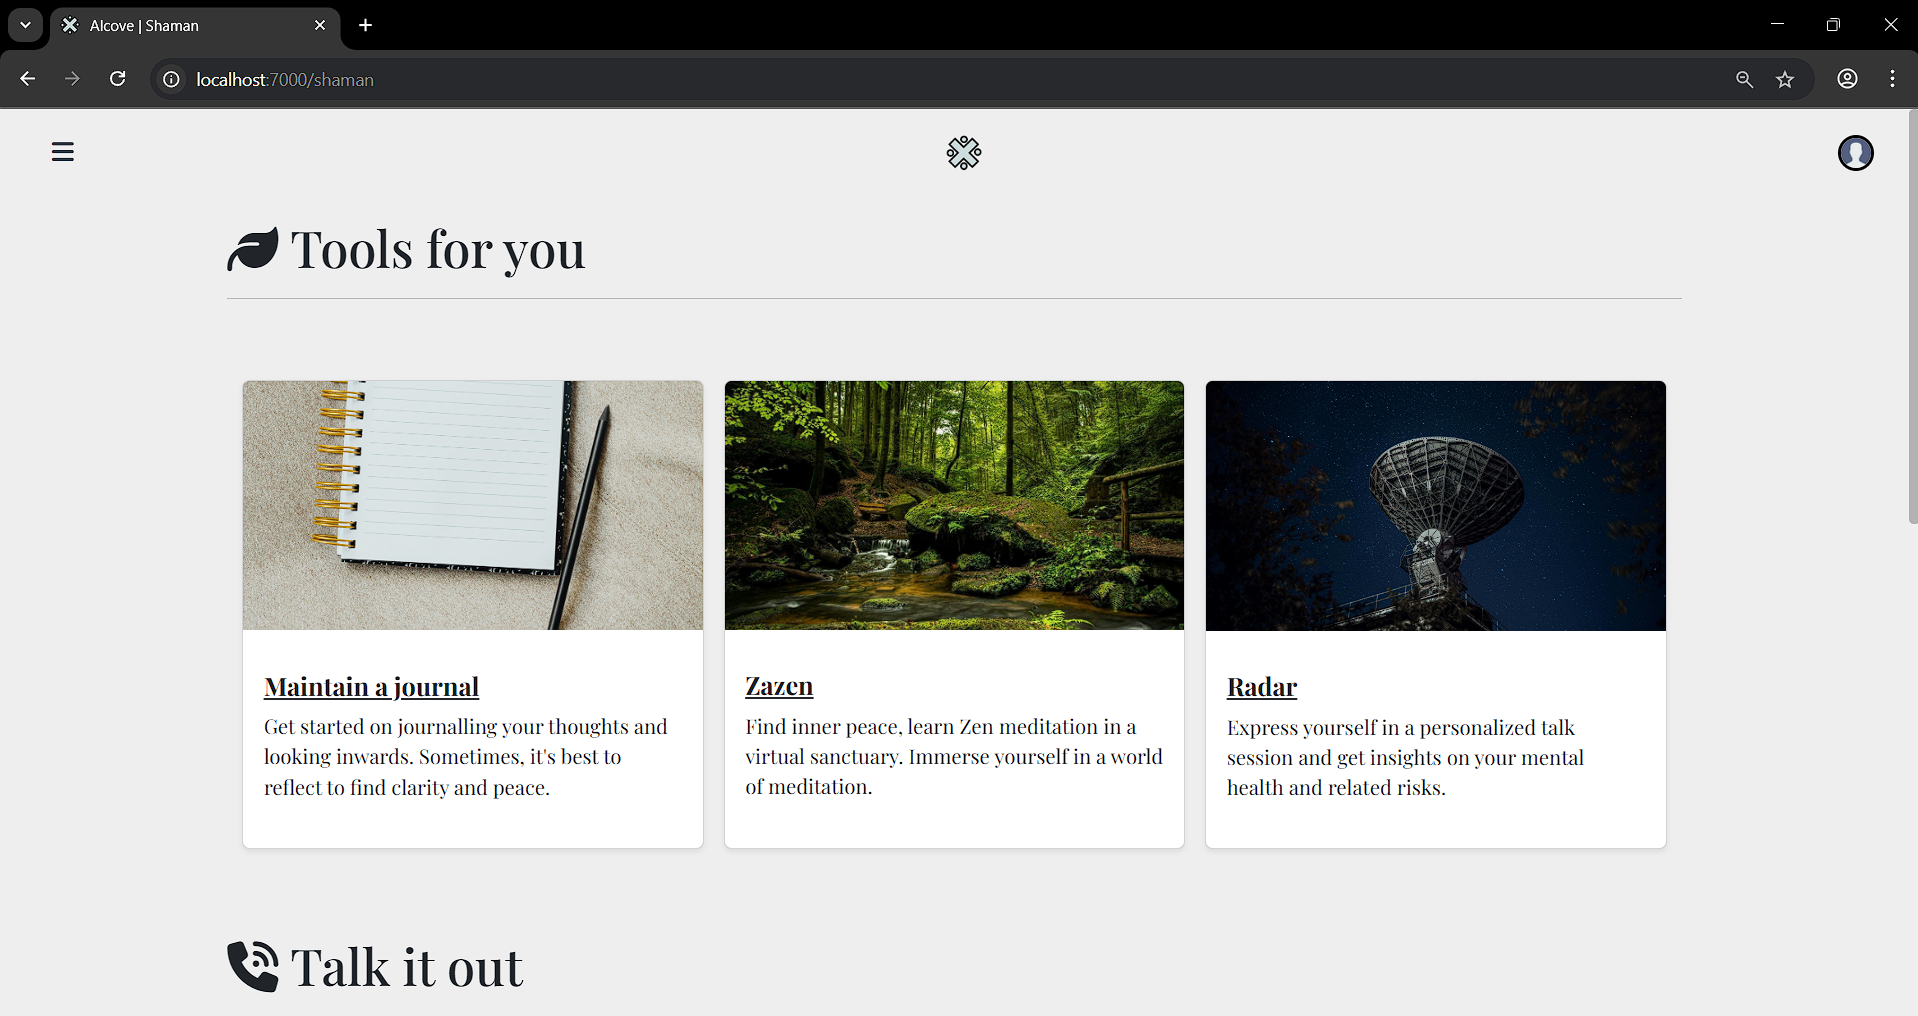 Alcove | Shaman
localhost:7000/shaman
Tools for you
Maintain a journal
Get started on journalling your thoughts and
looking inwards. Sometimes, it's best to
reflect to find clarity and peace.
Zazen
Find inner peace, learn Zen meditation in a
virtual sanctuary. Immerse yourself in a world
of meditation.
Radar
Express yourself in a personalized talk
session and get insights on your mental
health and related risks.
Talk it out